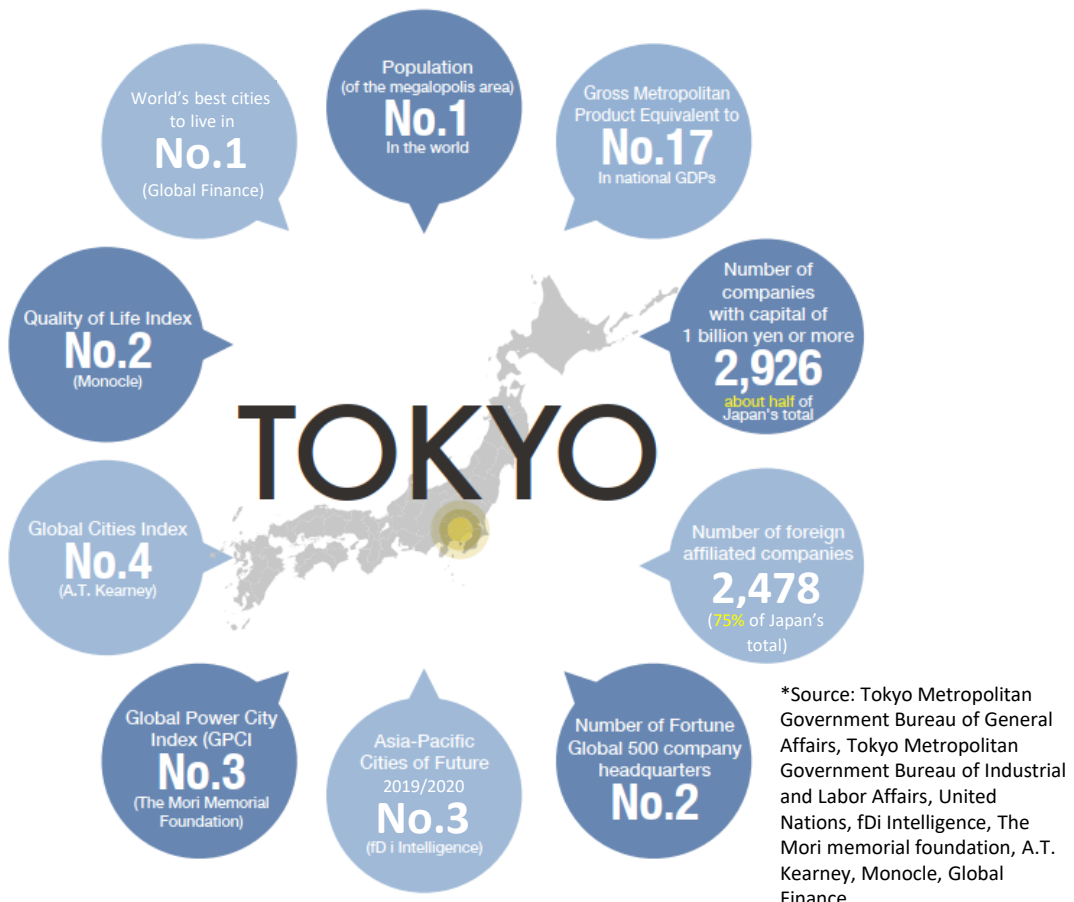 World's best cities
to live in
No.1
(Global Finance)
Population
(of the megalopolis area)
No.1
In the world
Gross Metropolitan
Product Equivalent to
No.17
In national GDPs
Quality of Life Index
No.2
(Monocle)
Number of
companies
with capital of
1 billion yen or more
2,926
about half of
Japan's total
TOKYO
Global Cities Index
No.4
(A.T. Kearney)
Number of foreign
affiliated companies
2,478
(75% of Japan's
total)
Global Power City
Index (GPCI
No.3
(The Mori Memorial
Foundation)
Asia-Pacific
Cities of Future
2019/2020
No.3
(fD i Intelligence)
Number of Fortune
Global 500 company
headquarters
No.2
*Source: Tokyo Metropolitan
Government Bureau of General
Affairs, Tokyo Metropolitan
Government Bureau of Industrial
and Labor Affairs, United
Nations, fDi Intelligence, The
Mori memorial foundation, A.T.
Kearney, Monocle, Global
Finance